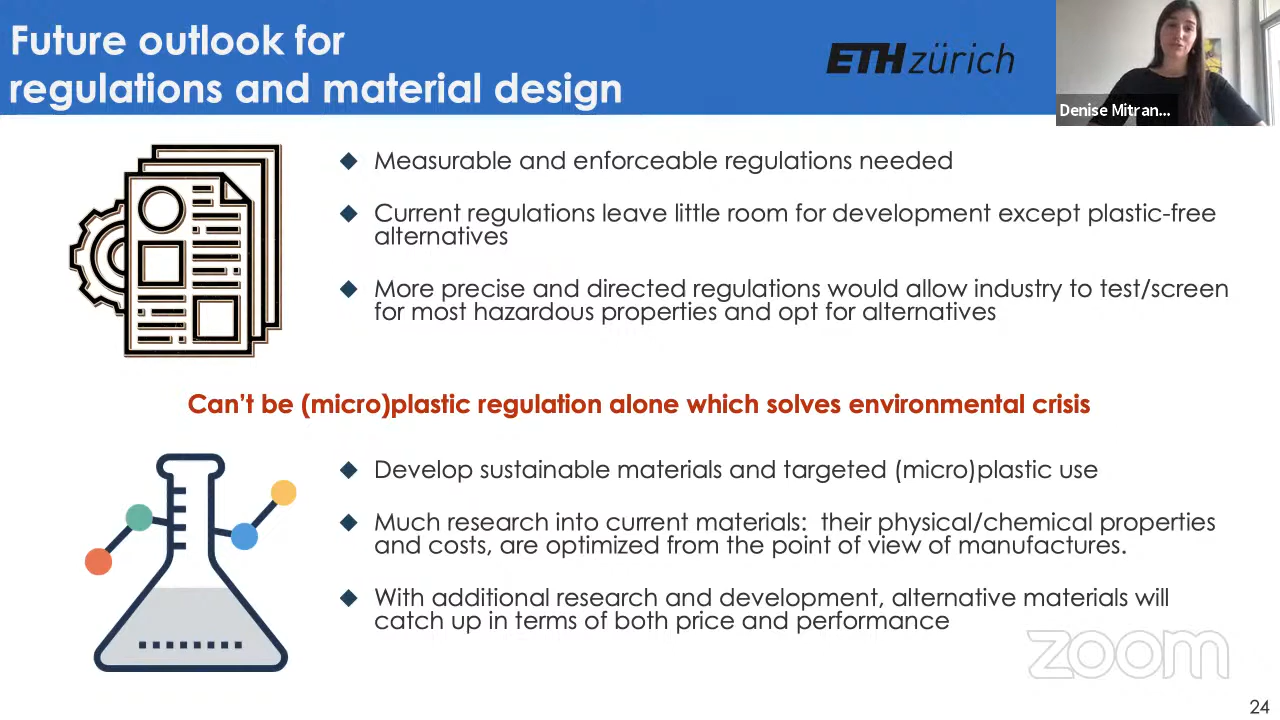 Future outlook for
regulations and material design
ETH zürich
Denise Mitran...
Measurable and enforceable regulations needed
Current regulations leave little room for development except plastic-free
alternatives
More precise and directed regulations would allow industry to test/screen
for most hazardous properties and opt for alternatives
Can't be (micro)plastic regulation alone which solves environmental crisis
Develop sustainable materials and targeted (micro)plastic use
Much research into current materials:  their physical/chemical properties
and costs, are optimized from the point of view of manufactures.
With additional research and development, alternative materials will
catch up in terms of both price and performance
zoom
24